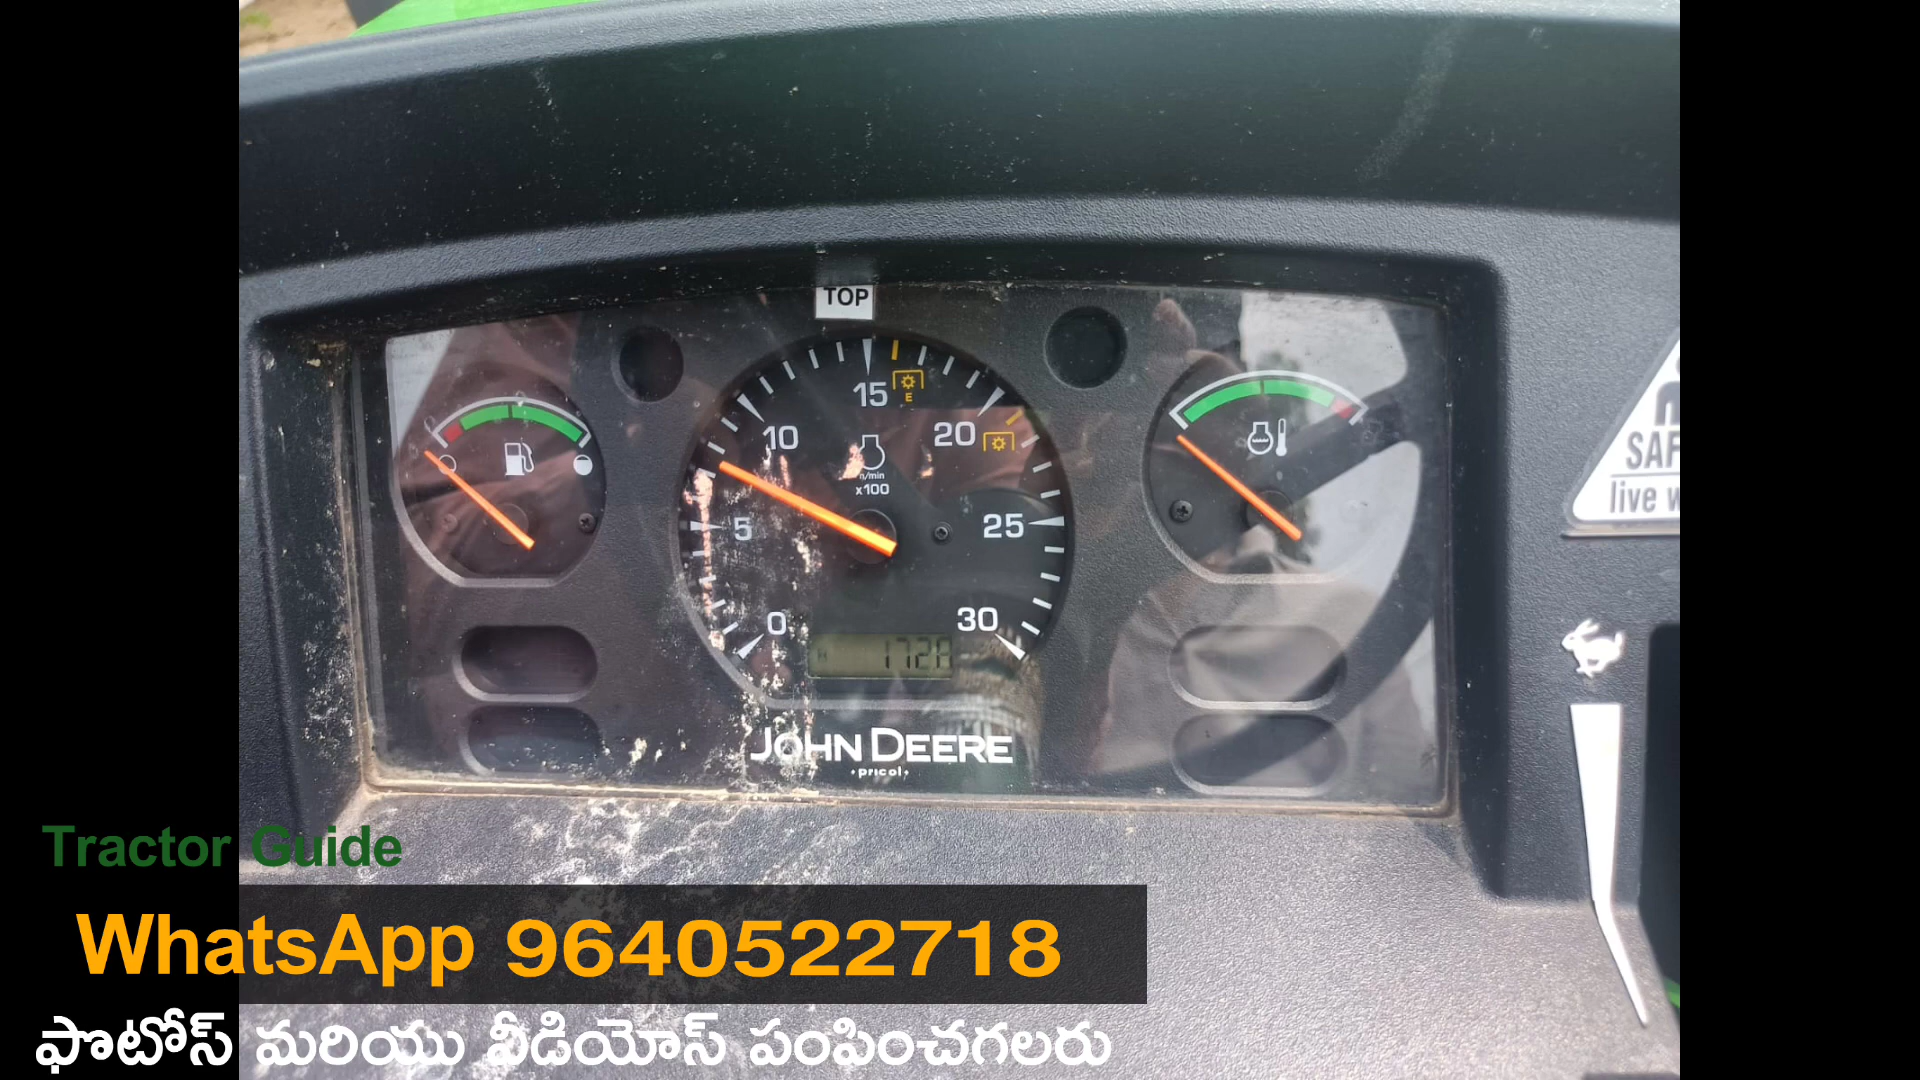 TOP
15
E
10
20
n/min
x100
5
25
0
30
1728
JOHN DEERE
pricol
SAF
live w
Tractor Guide
WhatsApp 9640522718
ఫొటోస్ మరియు వీడియోస్ పంపించగలరు